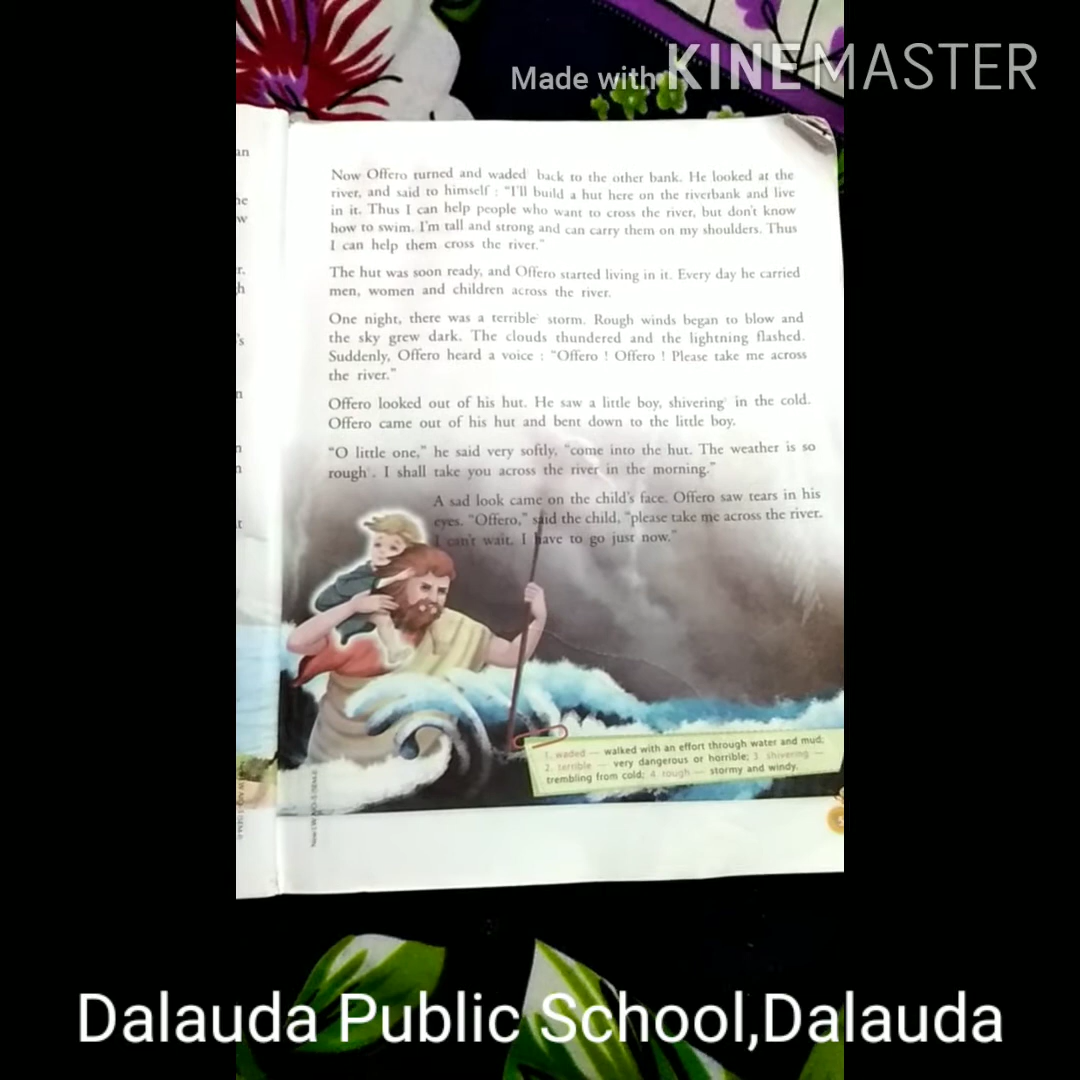 Made with KINEMASTER
an
he
w
r,
h
's
n
n
n
t
Now Offero turned and waded¹ back to the other bank. He looked at the
river, and said to himself : "I'll build a hut here on the riverbank and live
in it. Thus I can help people who want to cross the river, but don't know
how to swim. I'm tall and strong and can carry them on my shoulders. Thus
I can help them cross the river."
The hut was soon ready, and Offero started living in it. Every day he carried
men, women and children across the river.
One night, there was a terrible² storm. Rough winds began to blow and
the sky grew dark. The clouds thundered and the lightning flashed.
Suddenly, Offero heard a voice : "Offero ! Offero ! Please take me across
the river."
Offero looked out of his hut. He saw a little boy, shivering³ in the cold.
Offero came out of his hut and bent down to the little boy.
"O little one," he said very softly, "come into the hut. The weather is so
rough⁴. I shall take you across the river in the morning."
A sad look came on the child's face. Offero saw tears in his
eyes. "Offero," said the child, "please take me across the river.
I can't wait. I have to go just now."
1. waded — walked with an effort through water and mud;
2. terrible — very dangerous or horrible; 3. shivering —
trembling from cold; 4. rough — stormy and windy.
Dalauda Public School,Dalauda